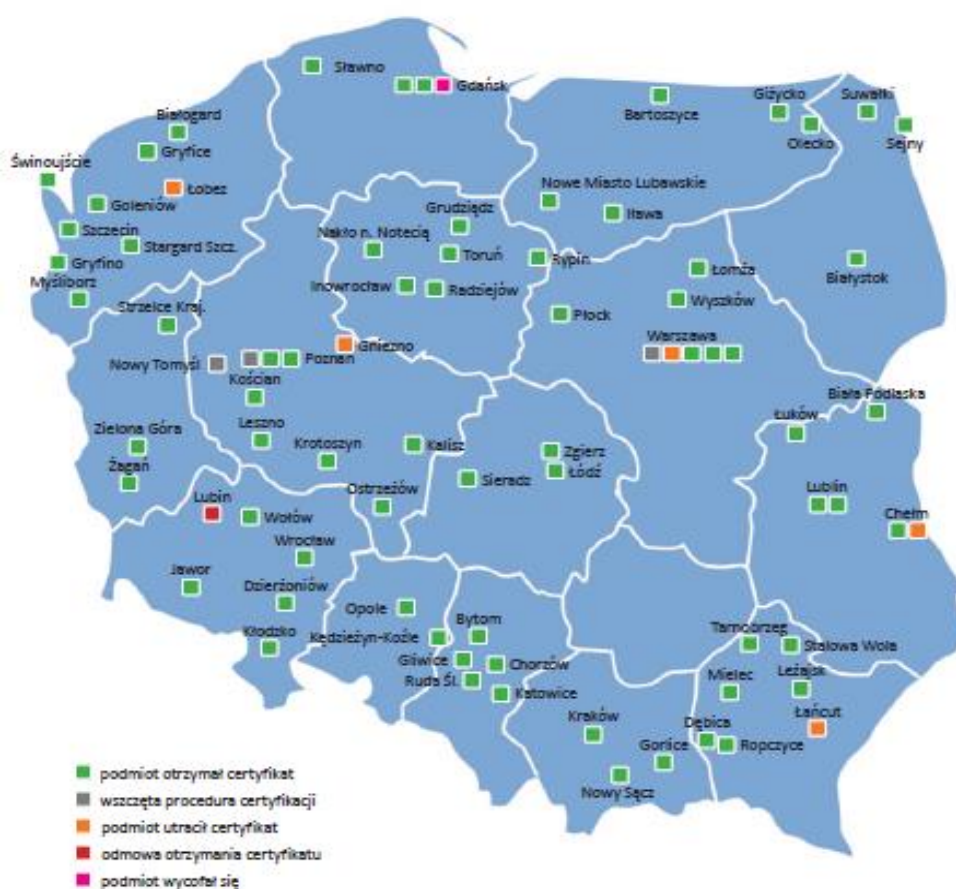 Sławno
Gdańsk
Giżycko
Suwałki
Bartoszyce
Olecko
Sejny
Białogard
Gryfice
Świnoujście
Łobez
Goleniów
Nowe Miasto Lubawskie
Iława
Grudziądz
Szczecin
Stargard Szcz.
Nakło n. Notecią
Toruń
Rypin
Łomża
Białystok
Gryfino
Myślibórz
Inowrocław
Radziejów
Wyszków
Strzelce Kraj.
Płock
Warszawa
Gniezno
Nowy Tomyśl
Poznan
Kościan
Biała Podlaska
Łuków
Leszno
Zielona Góra
Krotoszyn
Kalisz
Zgierz
Łódź
Żagań
Sieradz
Lubin
Wołów
Ostrzeżów
Lublin
Chełm
Wrocław
Jawor
Dzierżoniów
Opole
Bytom
Kłodzko
Kędzieżyn-Koźle
Tarnobrzeg
Stalowa Wola
Gliwice
Chorzów
Ruda Śl.
Katowice
Mielec
Leżajsk
Łańcut
Kraków
Dębica
Ropczyce
Gorlice
Nowy Sącz
podmiot otrzymał certyfikat
wszczęta procedura certyfikacji
podmiot utracił certyfikat
odmowa otrzymania certyfikatu
podmiot wycofał się